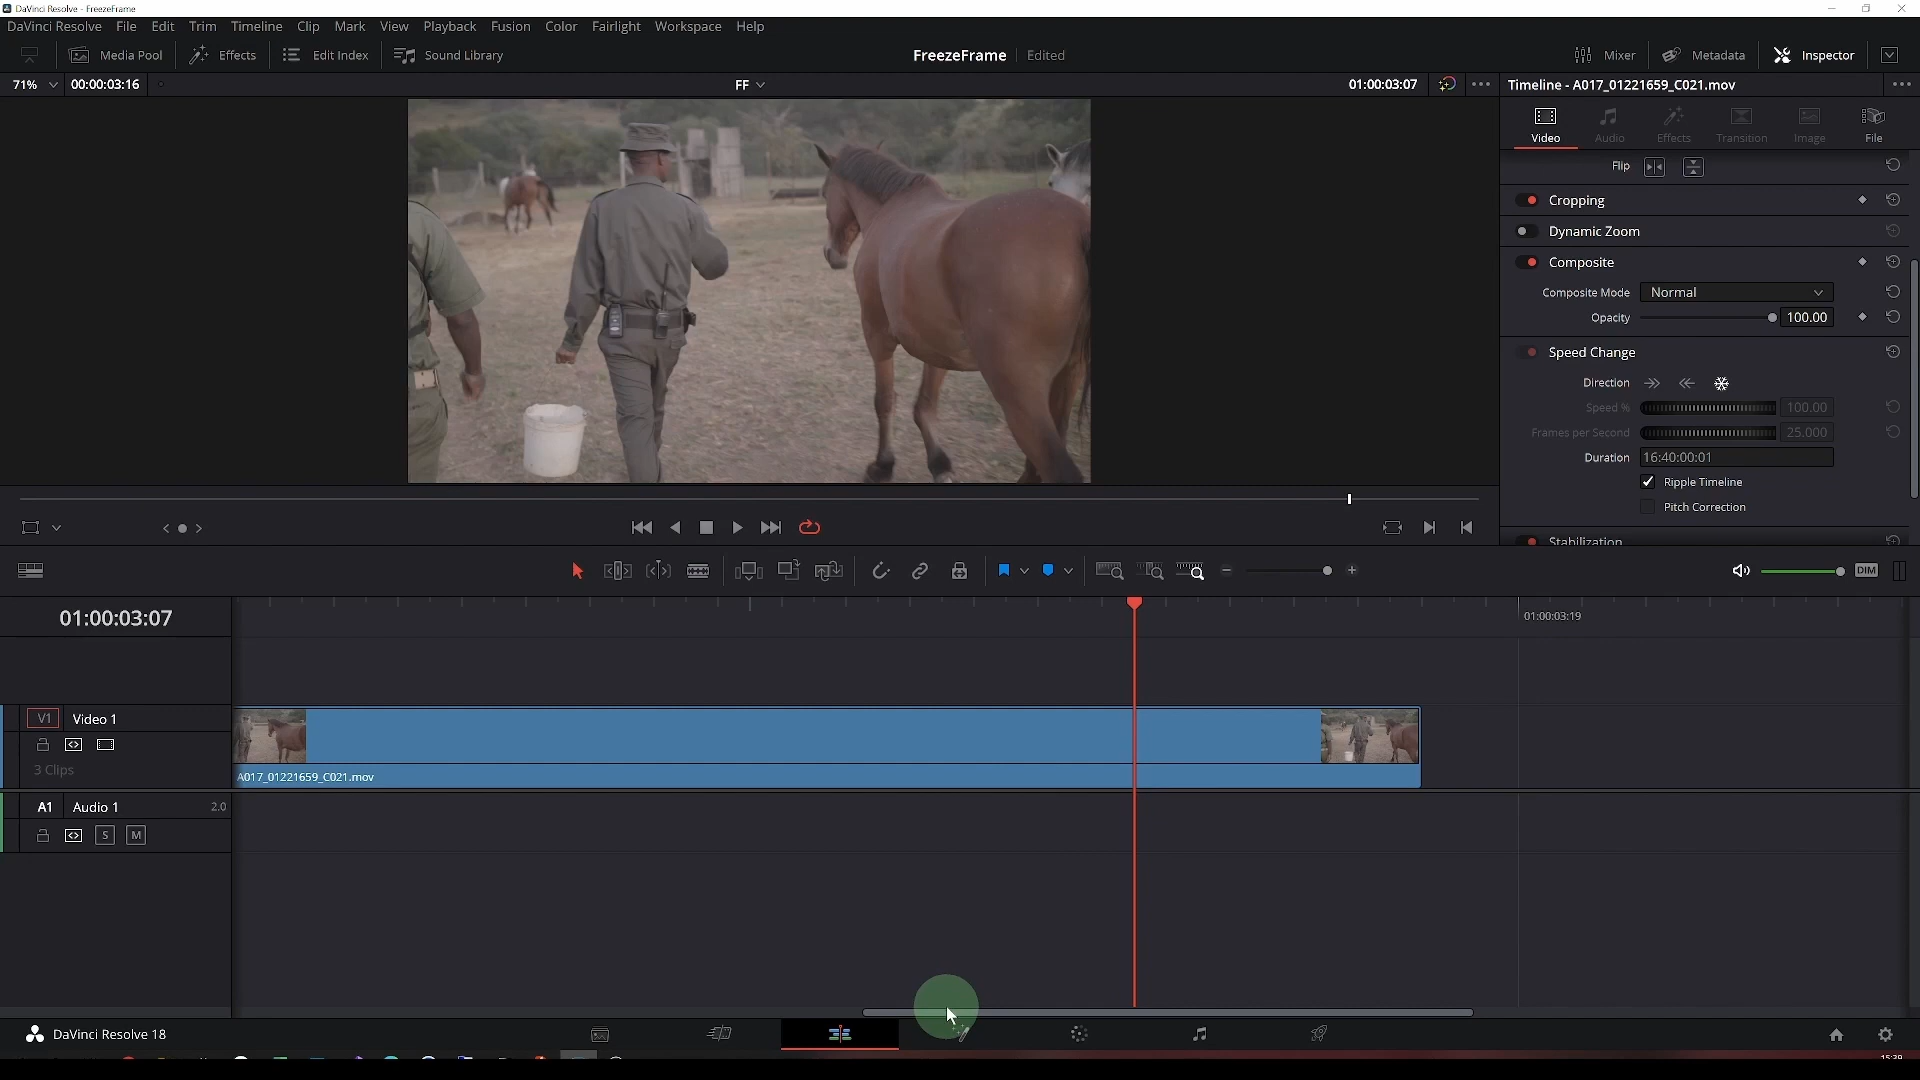 DaVinci Resolve - FreezeFrame
DaVinci Resolve File Edit Trim Timeline Clip Mark View Playback Fusion Color Fairlight Workspace Help
Media Pool Effects Edit Index Sound Library FreezeFrame Edited Mixer Metadata Inspector
71% 00:00:03:16 FF 01:00:03:07 Timeline - A017_01221659_C021.mov
Video Audio Effects Transition Image File
Flip
Cropping
Dynamic Zoom
Composite
Composite Mode Normal
Opacity 100.00
Speed Change
Direction
Speed % 100.00
Frames per Second 25.000
Duration 16:40:00:01
Ripple Timeline
Pitch Correction
Stabilization
DIM
01:00:03:07
01:00:03:19
V1 Video 1
3 Clips
A017_01221659_C021.mov
A1 Audio 1 2.0
S M
DaVinci Resolve 18
15:39